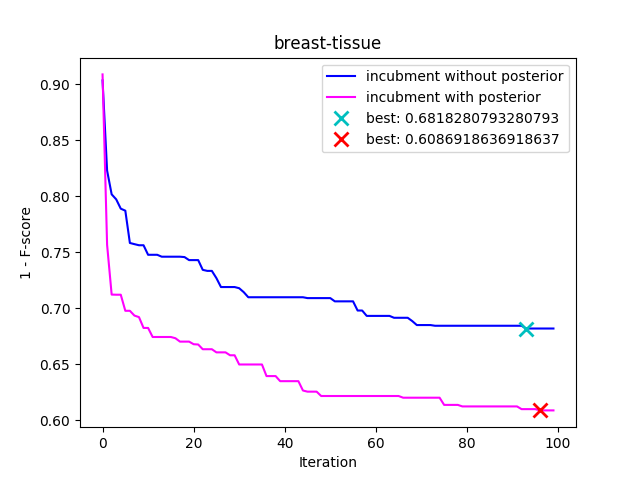 breast-tissue
incubment without posterior
incubment with posterior
best: 0.6818280793280793
best: 0.6086918636918637
1 - F-score
0.90
0.85
0.80
0.75
0.70
0.65
0.60
0 20 40 60 80 100
Iteration